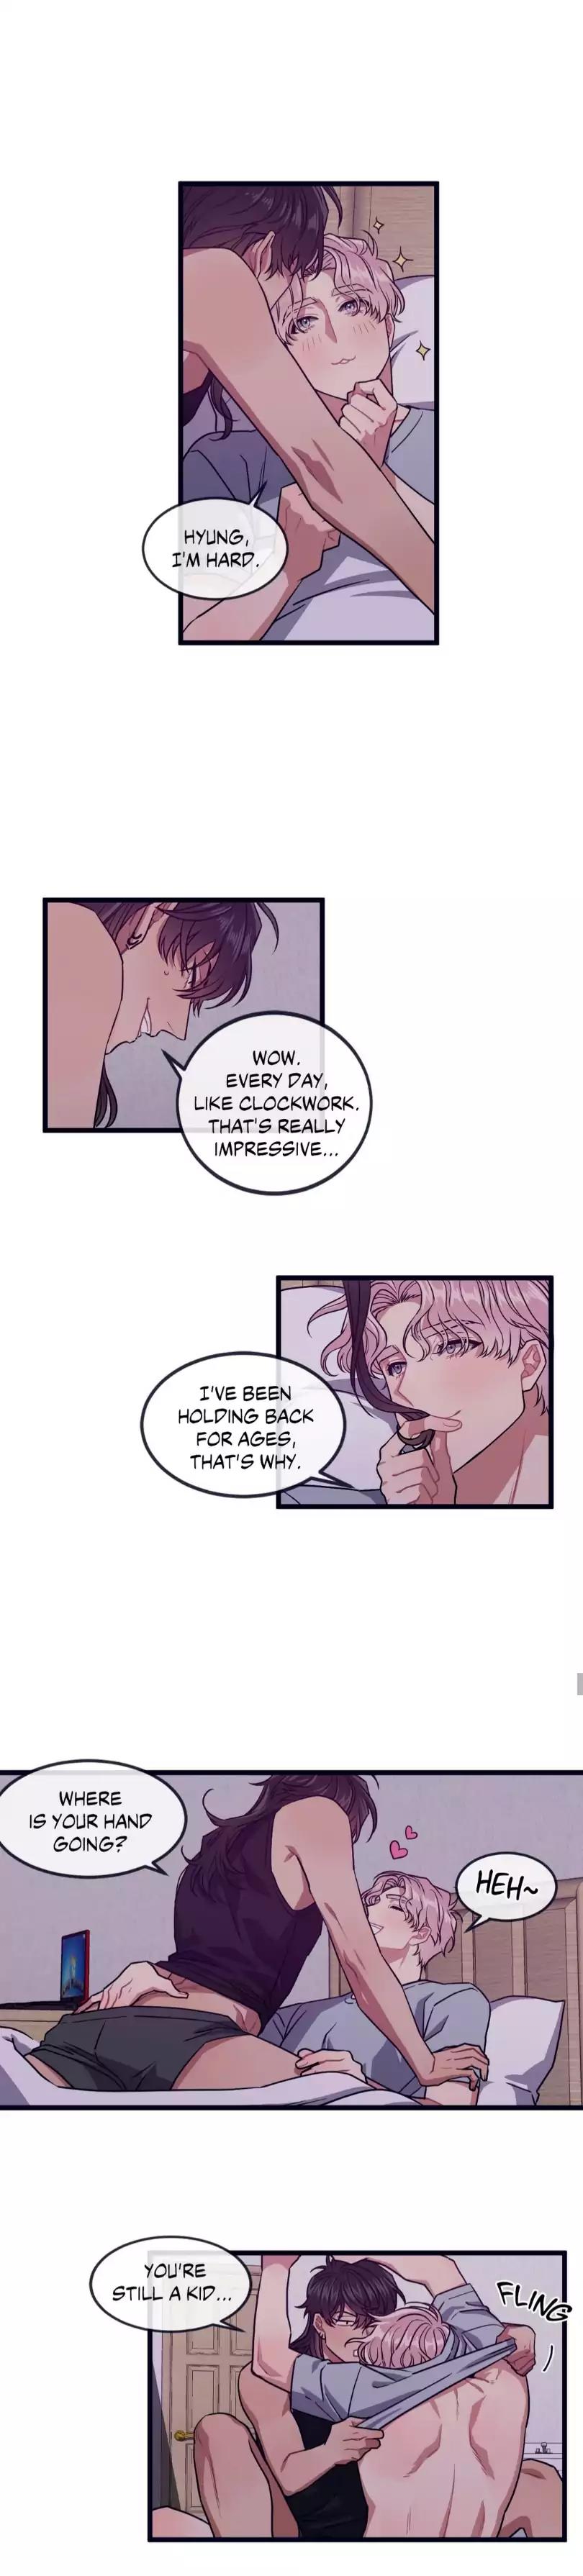 HYUNG,
I'M HARD.
WOW.
EVERY DAY,
LIKE CLOCKWORK.
THAT'S REALLY
IMPRESSIVE...
I'VE BEEN
HOLDING BACK
FOR AGES,
THAT'S WHY.
WHERE
IS YOUR HAND
GOING?
HEH~
YOU'RE
STILL A KID...
FLING